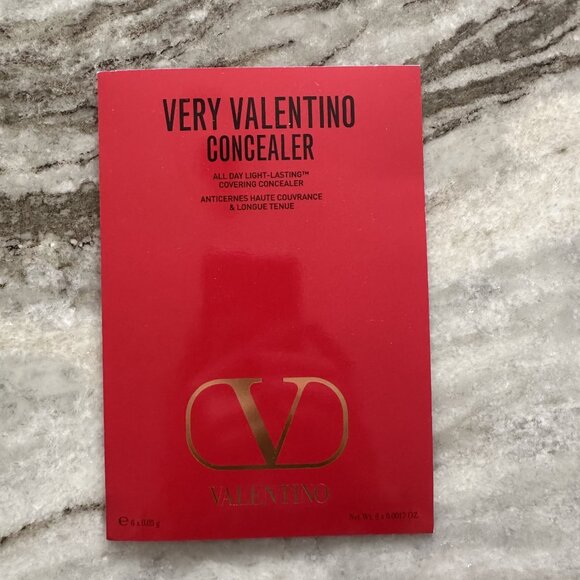 VERY VALENTINO
CONCEALER
ALL DAY LIGHT-LASTING™
COVERING CONCEALER
ANTICERNES HAUTE COUVRANCE
& LONGUE TENUE
V
VALENTINO
℮ 6 x 0.05 g
Net Wt. 6 x 0.0017 OZ.